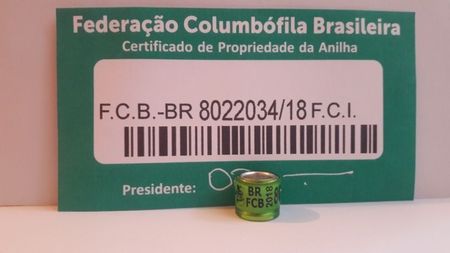 Federação Columbófila Brasileira
Certificado de Propriedade da Anilha
F.C.B.-BR 8022034/18 F.C.I.
Presidente:
BR
FCB
2018